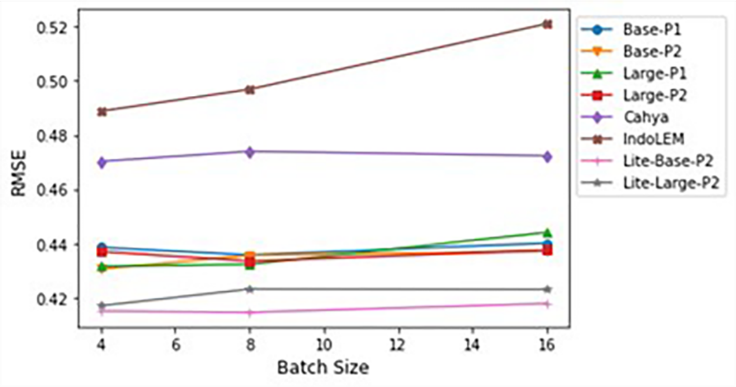 0.52
0.50
0.48
0.46
0.44
0.42
RMSE
4 6 8 10 12 14 16
Batch Size
Base-P1
Base-P2
Large-P1
Large-P2
Cahya
IndoLEM
Lite-Base-P2
Lite-Large-P2